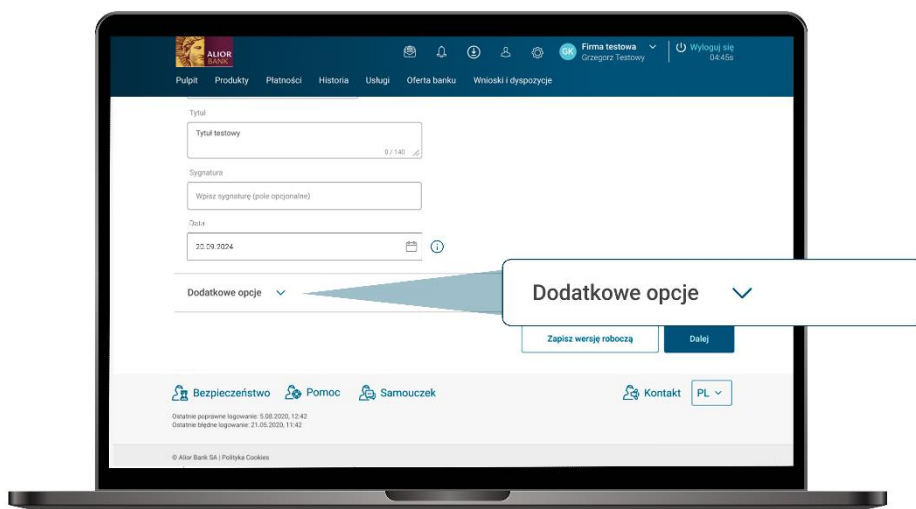 ALIOR
BANK
GK
Firma testowa
Grzegorz Testowy
Wyloguj się
04:45s
Pulpit Produkty Płatności Historia Usługi Oferta banku Wnioski i dyspozycje
Tytuł
Tytuł testowy
0 / 140
Sygnatura
Wpisz sygnaturę (pole opcjonalne)
Data
20.09.2024
Dodatkowe opcje
Dodatkowe opcje
Zapisz wersję roboczą
Dalej
Bezpieczeństwo Pomoc Samouczek Kontakt PL
Ostatnie poprawne logowanie: 5.08.2020, 12:42
Ostatnie błędne logowanie: 21.05.2020, 11:42
© Alior Bank SA | Polityka Cookies